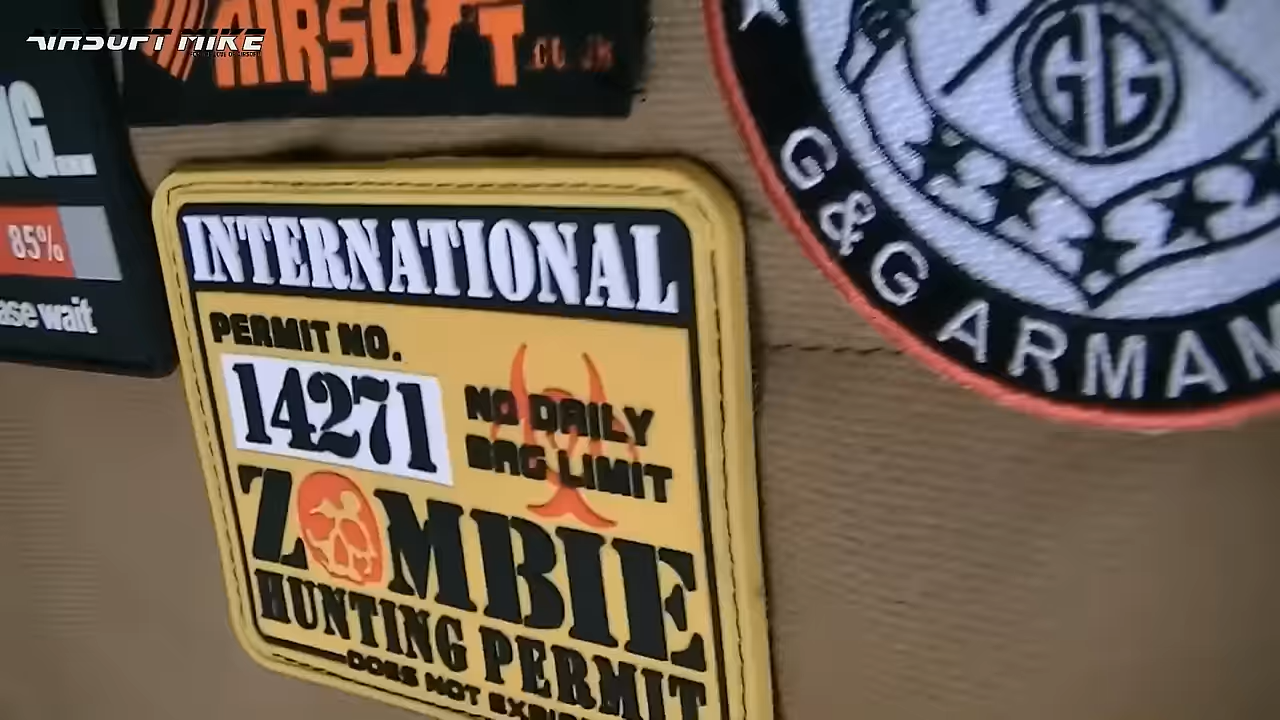 AIRSOFT MIKE
AIRSOFT
.co.uk
NG...
85%
ase wait
INTERNATIONAL
PERMIT NO.
14271
NO DAILY
BAG LIMIT
ZOMBIE
HUNTING PERMIT
DOES NOT EXPIRE
GG
G&G ARMAM